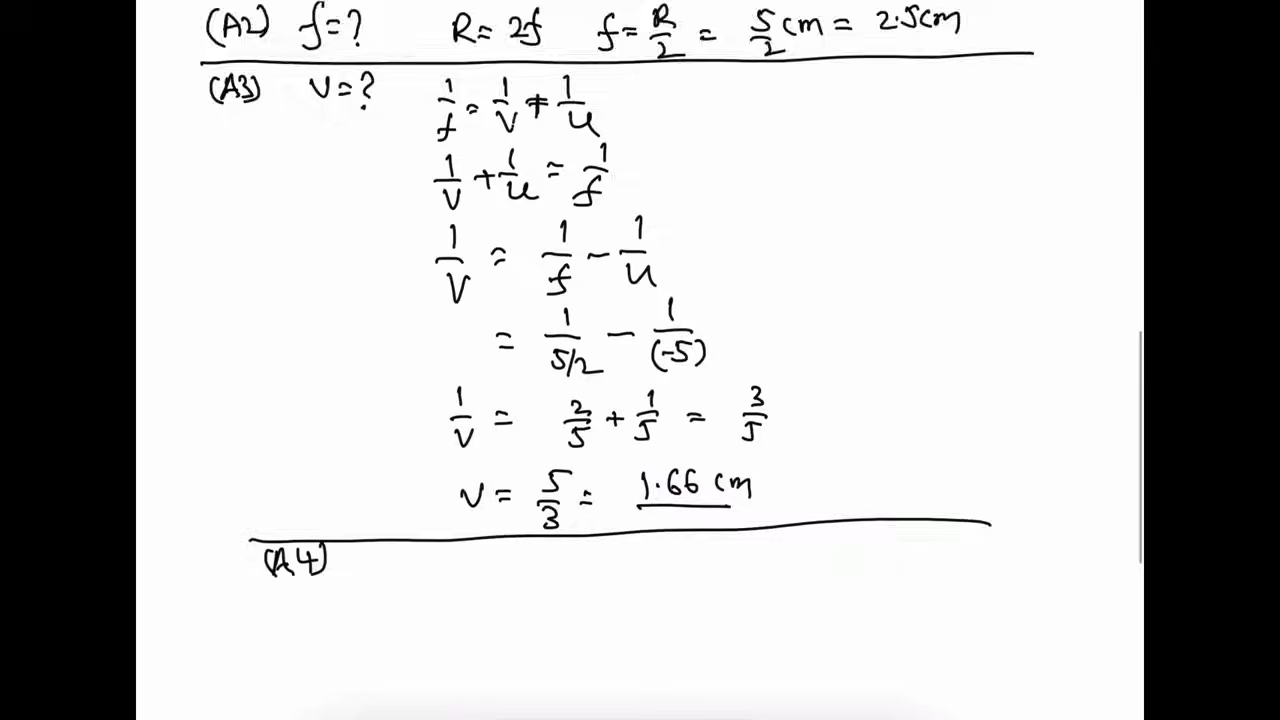 (A2) f=? R= 2f f= R/2 = 5/2 cm = 2.5cm
(A3) v=? 1/f = 1/v + 1/u
1/v + 1/u = 1/f
1/v = 1/f - 1/u
= 1/5/2 - 1/(-5)
1/v = 2/5 + 1/5 = 3/5
v = 5/3 = 1.66 cm
(A4)